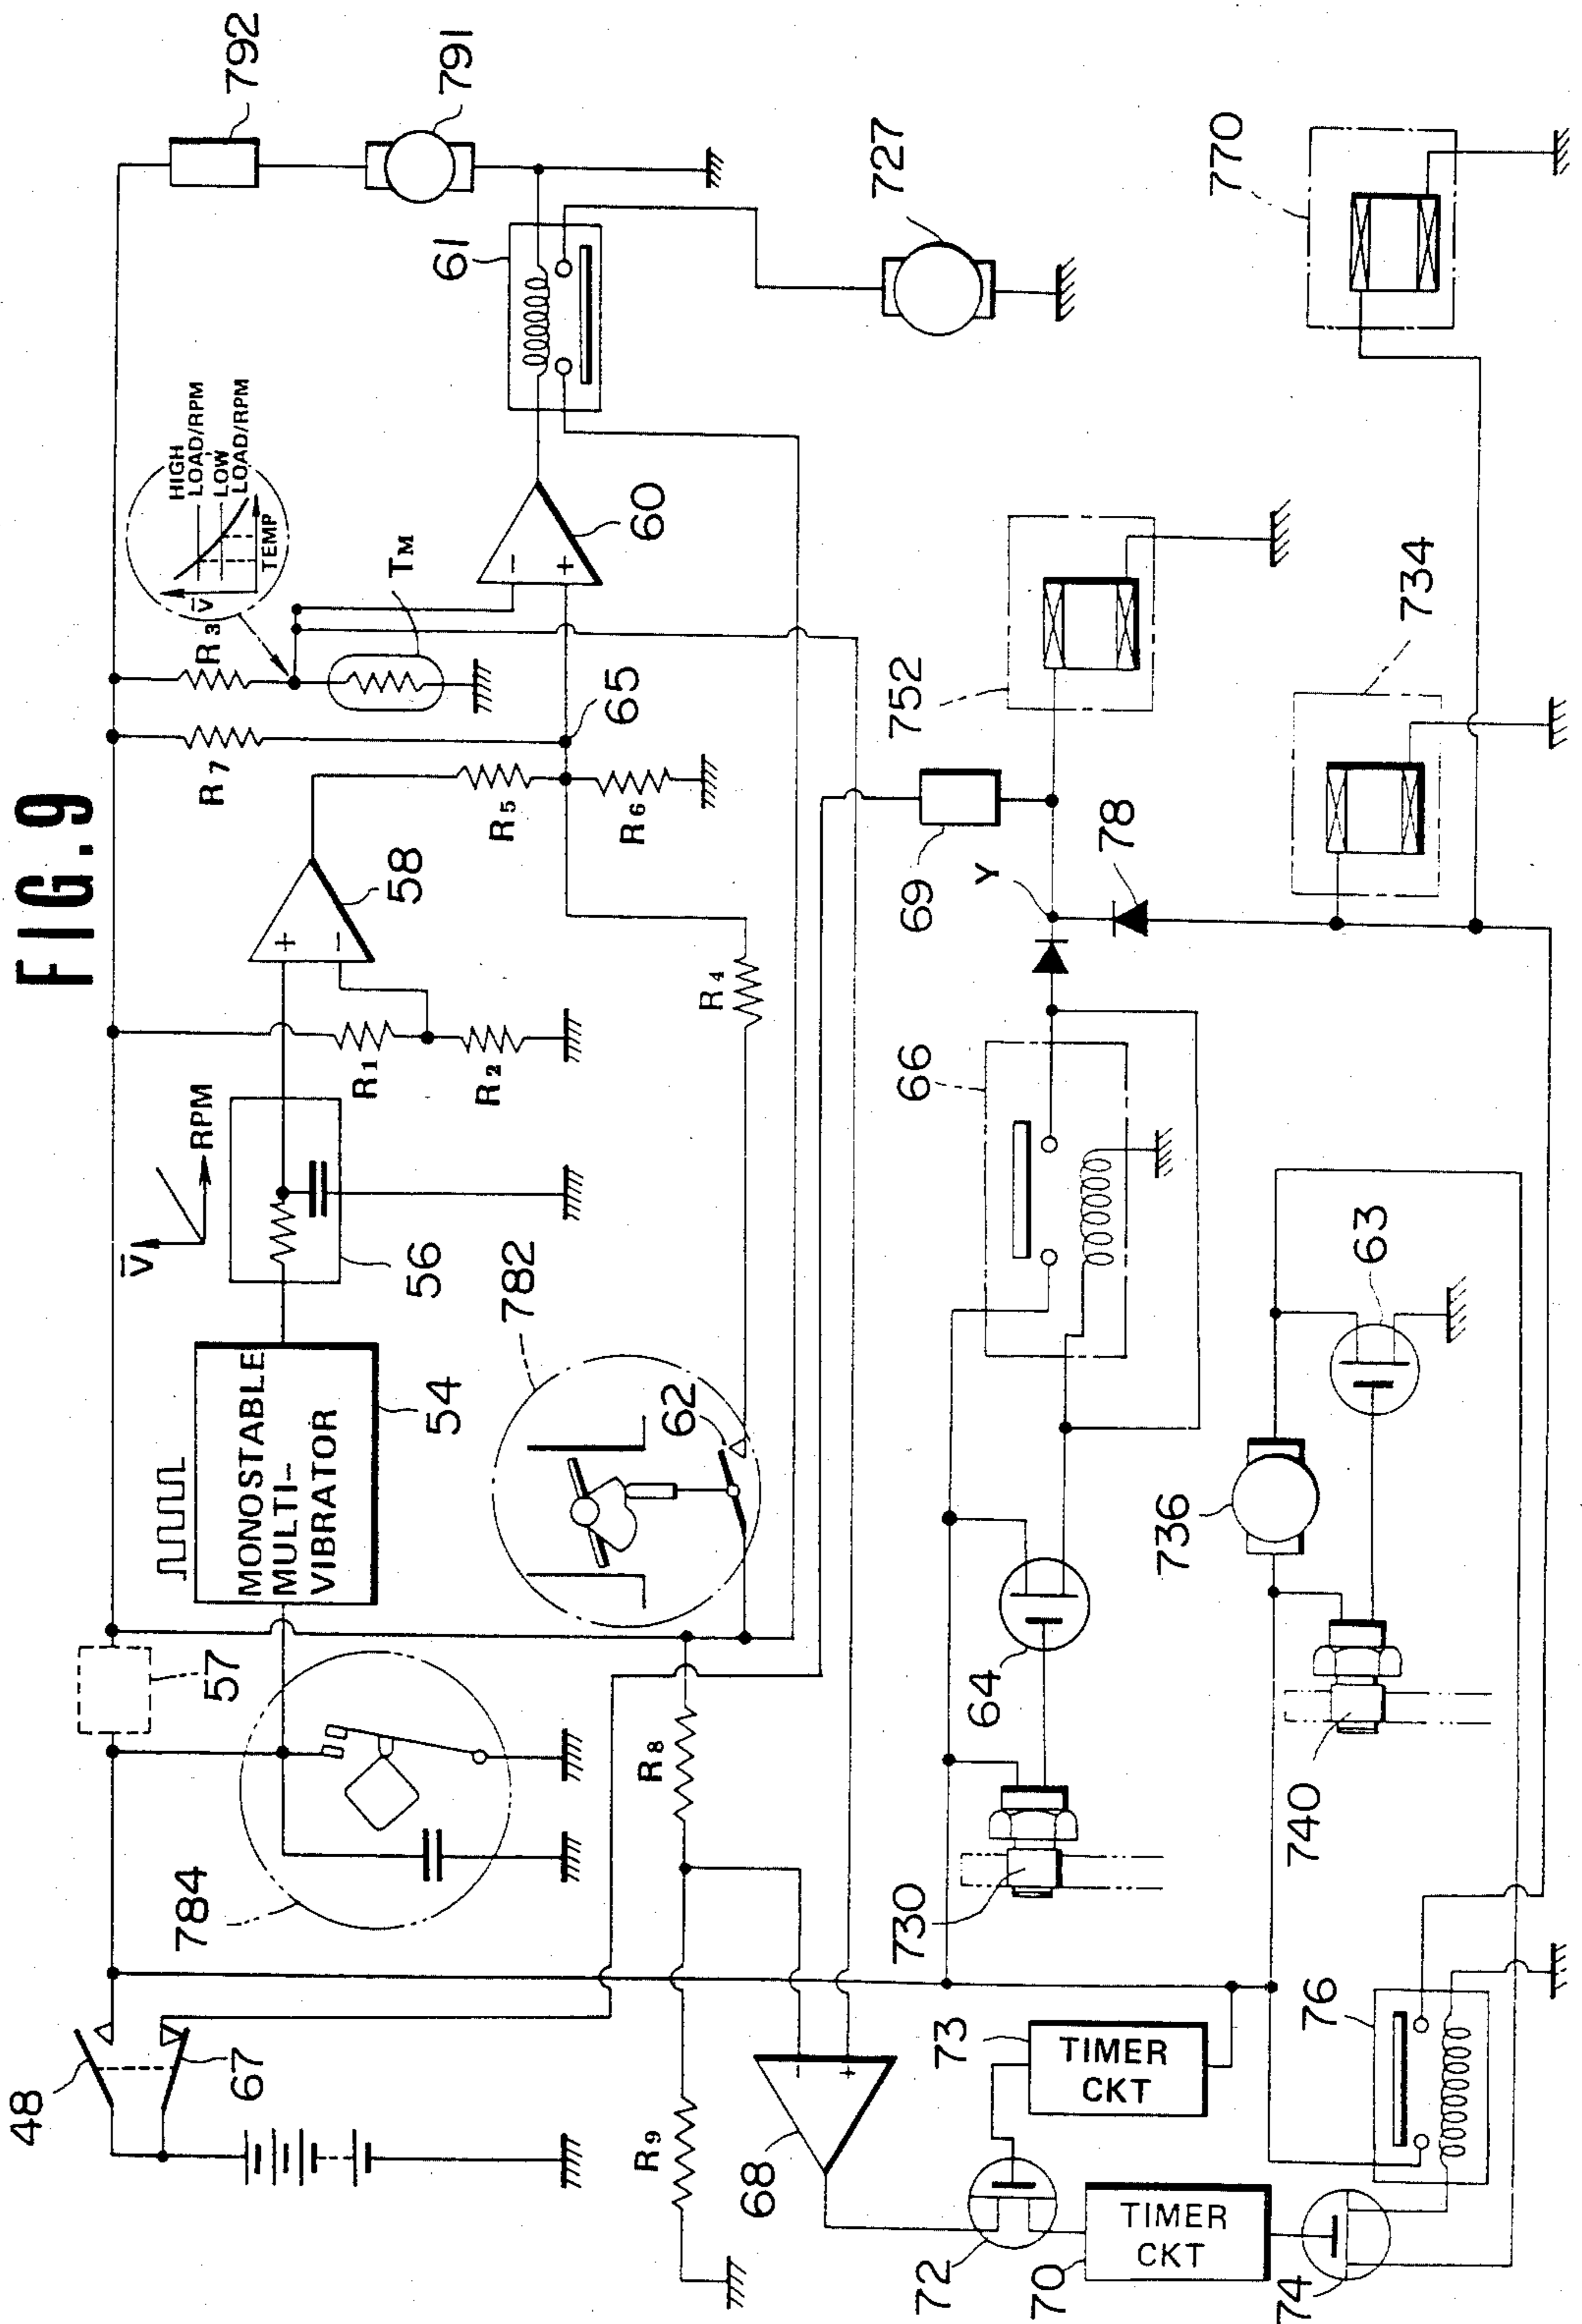 FIG.9
48
67
784
57
MONOSTABLE
MULTI-
VIBRATOR
54
V̄
RPM
56
R1
R2
58
R7
R3
R5
R6
65
TM
V̄
TEMP
HIGH
LOAD/RPM
LOW
LOAD/RPM
60
61
792
791
727
782
62
R4
R8
R9
68
73
TIMER
CKT
72
70
TIMER
CKT
74
76
730
64
66
69
Y
78
752
734
770
736
63
740